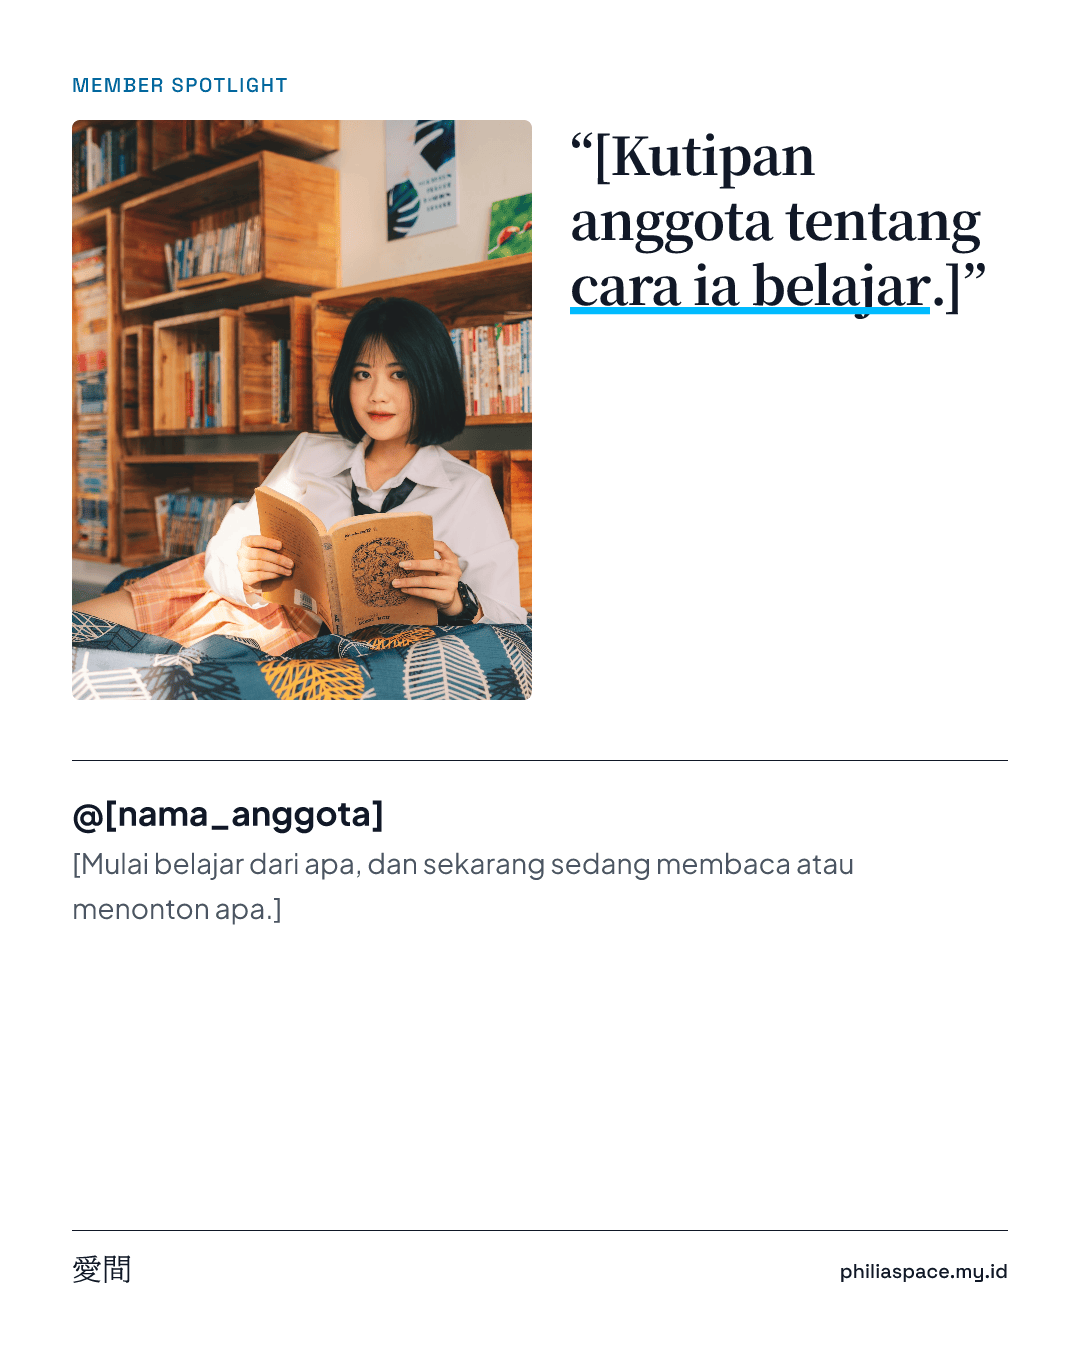 MEMBER SPOTLIGHT
“[Kutipan
anggota tentang
cara ia belajar.]”
@[nama_anggota]
[Mulai belajar dari apa, dan sekarang sedang membaca atau
menonton apa.]
愛間
philiaspace.my.id